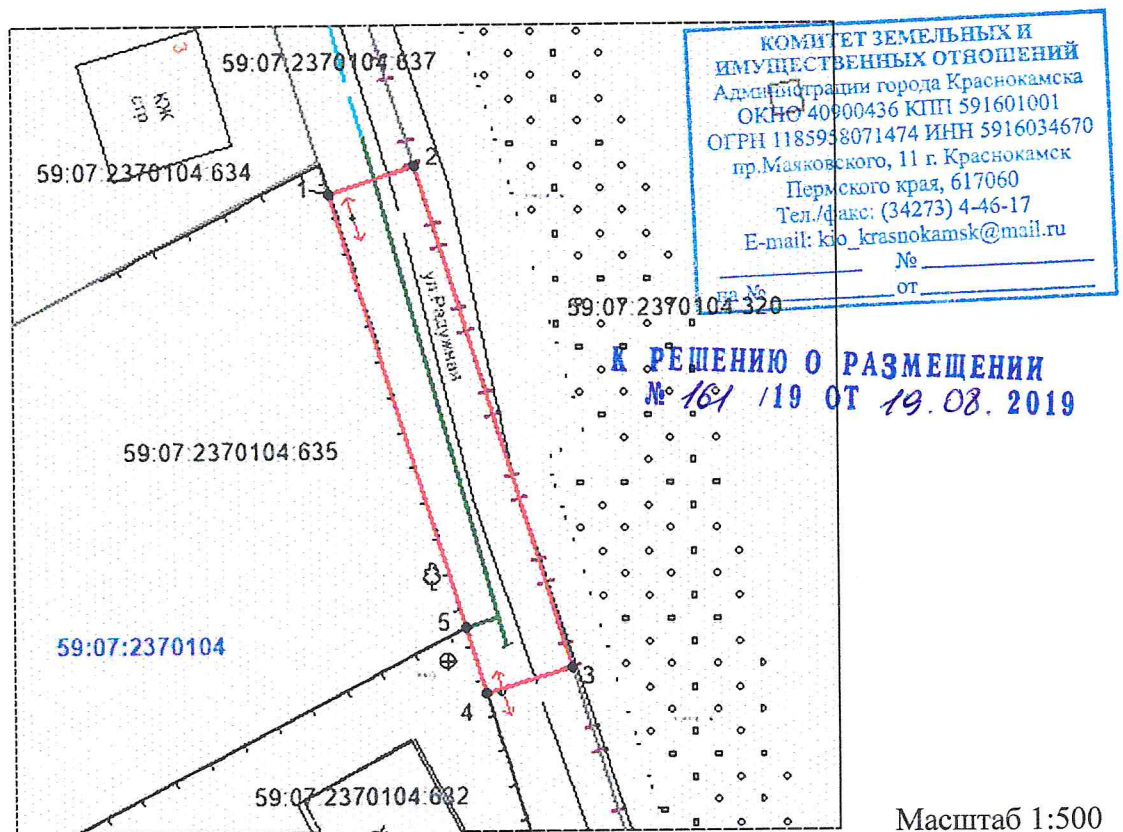 КОМИТЕТ ЗЕМЕЛЬНЫХ И
ИМУЩЕСТВЕННЫХ ОТНОШЕНИЙ
Администрации города Краснокамска
ОКНО 40900436 КПП 591601001
ОГРН 1185958071474 ИНН 5916034670
пр.Маяковского, 11 г. Краснокамск
Пермского края, 617060
Тел./факс: (34273) 4-46-17
E-mail: kio_krasnokamsk@mail.ru
№
на № от
К РЕШЕНИЮ О РАЗМЕЩЕНИИ
№ 161 /19 ОТ 19.08.2019
3
КЖ
стр
59:07:2370104:637
59:07:2370104:634
2
59:07:2370104:320
ул.Радужная
59:07:2370104:635
5
59:07:2370104
3
4
59:07:2370104:632
Масштаб 1:500